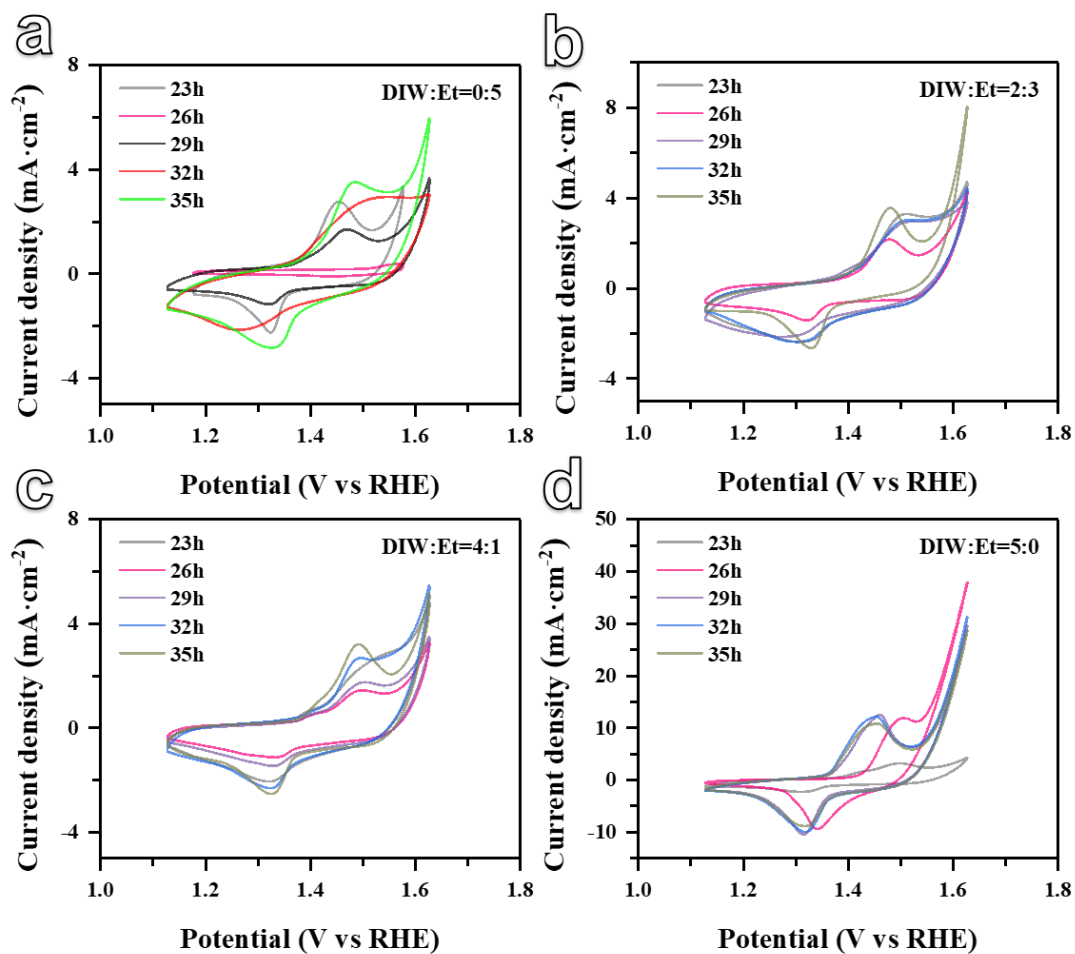 a
DIW:Et=0:5
23h
26h
29h
32h
35h
8
4
0
-4
1.0
1.2
1.4
1.6
1.8
Current density (mA·cm⁻²)
Potential (V vs RHE)
b
DIW:Et=2:3
23h
26h
29h
32h
35h
8
4
0
-4
1.0
1.2
1.4
1.6
1.8
Current density (mA·cm⁻²)
Potential (V vs RHE)
c
DIW:Et=4:1
23h
26h
29h
32h
35h
8
4
0
-4
1.0
1.2
1.4
1.6
1.8
Current density (mA·cm⁻²)
Potential (V vs RHE)
d
DIW:Et=5:0
23h
26h
29h
32h
35h
50
40
30
20
10
0
-10
1.0
1.2
1.4
1.6
1.8
Current density (mA·cm⁻²)
Potential (V vs RHE)